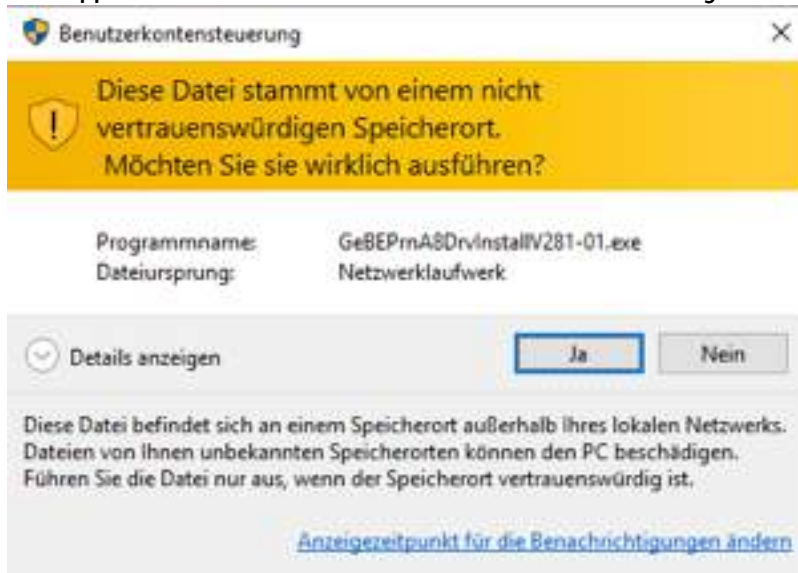 Benutzerkontensteuerung
Diese Datei stammt von einem nicht
vertrauenswürdigen Speicherort.
Möchten Sie sie wirklich ausführen?
Programmname: GeBEPrnA8DrvInstallV281-01.exe
Dateiursprung: Netzwerklaufwerk
Details anzeigen Ja Nein
Diese Datei befindet sich an einem Speicherort außerhalb Ihres lokalen Netzwerks.
Dateien von Ihnen unbekannten Speicherorten können den PC beschädigen.
Führen Sie die Datei nur aus, wenn der Speicherort vertrauenswürdig ist.
Anzeigezeitpunkt für die Benachrichtigungen ändern